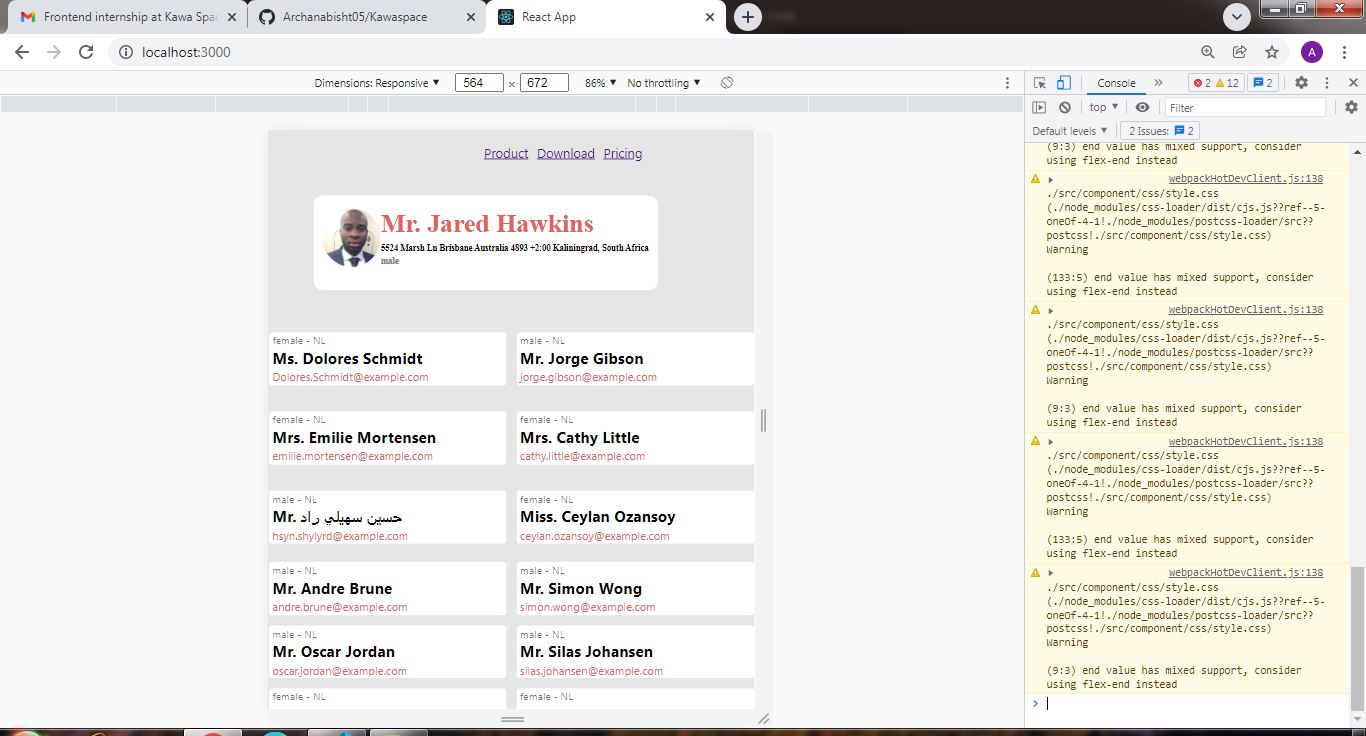 Frontend internship at Kawa Spac
Archanabisht05/Kawaspace
React App
localhost:3000
A
Dimensions: Responsive 564 × 672 86% No throttling
Console 2 12 2
top Filter
Default levels 2 Issues: 2
Product Download Pricing
Mr. Jared Hawkins
5524 Marsh Ln Brisbane Australia 4893 +2:00 Kaliningrad, South Africa
male
female - NL
Ms. Dolores Schmidt
Dolores.Schmidt@example.com
male - NL
Mr. Jorge Gibson
jorge.gibson@example.com
female - NL
Mrs. Emilie Mortensen
emilie.mortensen@example.com
female - NL
Mrs. Cathy Little
cathy.little@example.com
male - NL
Mr. حسين سهيلي راد
hsyn.shylyrd@example.com
female - NL
Miss. Ceylan Ozansoy
ceylan.ozansoy@example.com
male - NL
Mr. Andre Brune
andre.brune@example.com
male - NL
Mr. Simon Wong
simon.wong@example.com
male - NL
Mr. Oscar Jordan
oscar.jordan@example.com
male - NL
Mr. Silas Johansen
silas.johansen@example.com
female - NL
female - NL
(9:3) end value has mixed support, consider
using flex-end instead
webpackHotDevClient.js:138
./src/component/css/style.css
(./node_modules/css-loader/dist/cjs.js??ref--5-
oneOf-4-1!./node_modules/postcss-loader/src??
postcss!./src/component/css/style.css)
Warning
(133:5) end value has mixed support, consider
using flex-end instead
webpackHotDevClient.js:138
./src/component/css/style.css
(./node_modules/css-loader/dist/cjs.js??ref--5-
oneOf-4-1!./node_modules/postcss-loader/src??
postcss!./src/component/css/style.css)
Warning
(9:3) end value has mixed support, consider
using flex-end instead
webpackHotDevClient.js:138
./src/component/css/style.css
(./node_modules/css-loader/dist/cjs.js??ref--5-
oneOf-4-1!./node_modules/postcss-loader/src??
postcss!./src/component/css/style.css)
Warning
(133:5) end value has mixed support, consider
using flex-end instead
webpackHotDevClient.js:138
./src/component/css/style.css
(./node_modules/css-loader/dist/cjs.js??ref--5-
oneOf-4-1!./node_modules/postcss-loader/src??
postcss!./src/component/css/style.css)
Warning
(9:3) end value has mixed support, consider
using flex-end instead